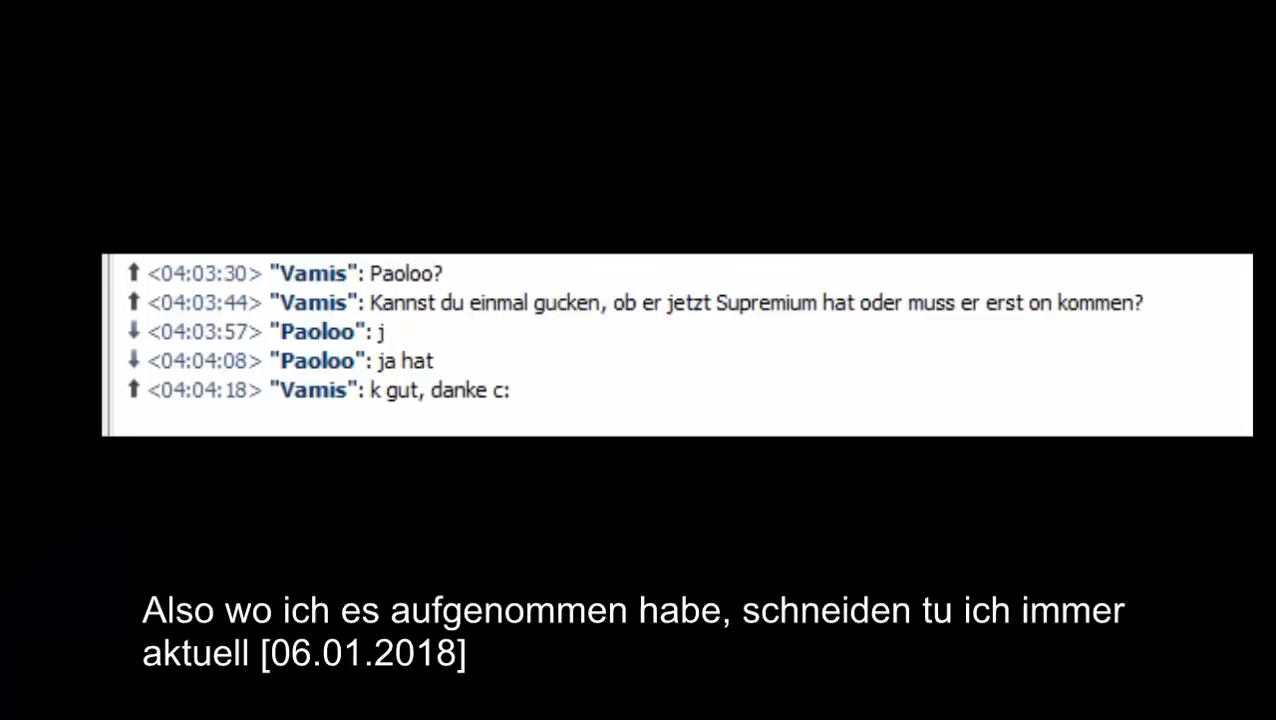 <04:03:30> "Vamis": Paoloo?
<04:03:44> "Vamis": Kannst du einmal gucken, ob er jetzt Supremium hat oder muss er erst on kommen?
<04:03:57> "Paoloo": j
<04:04:08> "Paoloo": ja hat
<04:04:18> "Vamis": k gut, danke c:
Also wo ich es aufgenommen habe, schneiden tu ich immer
aktuell [06.01.2018]